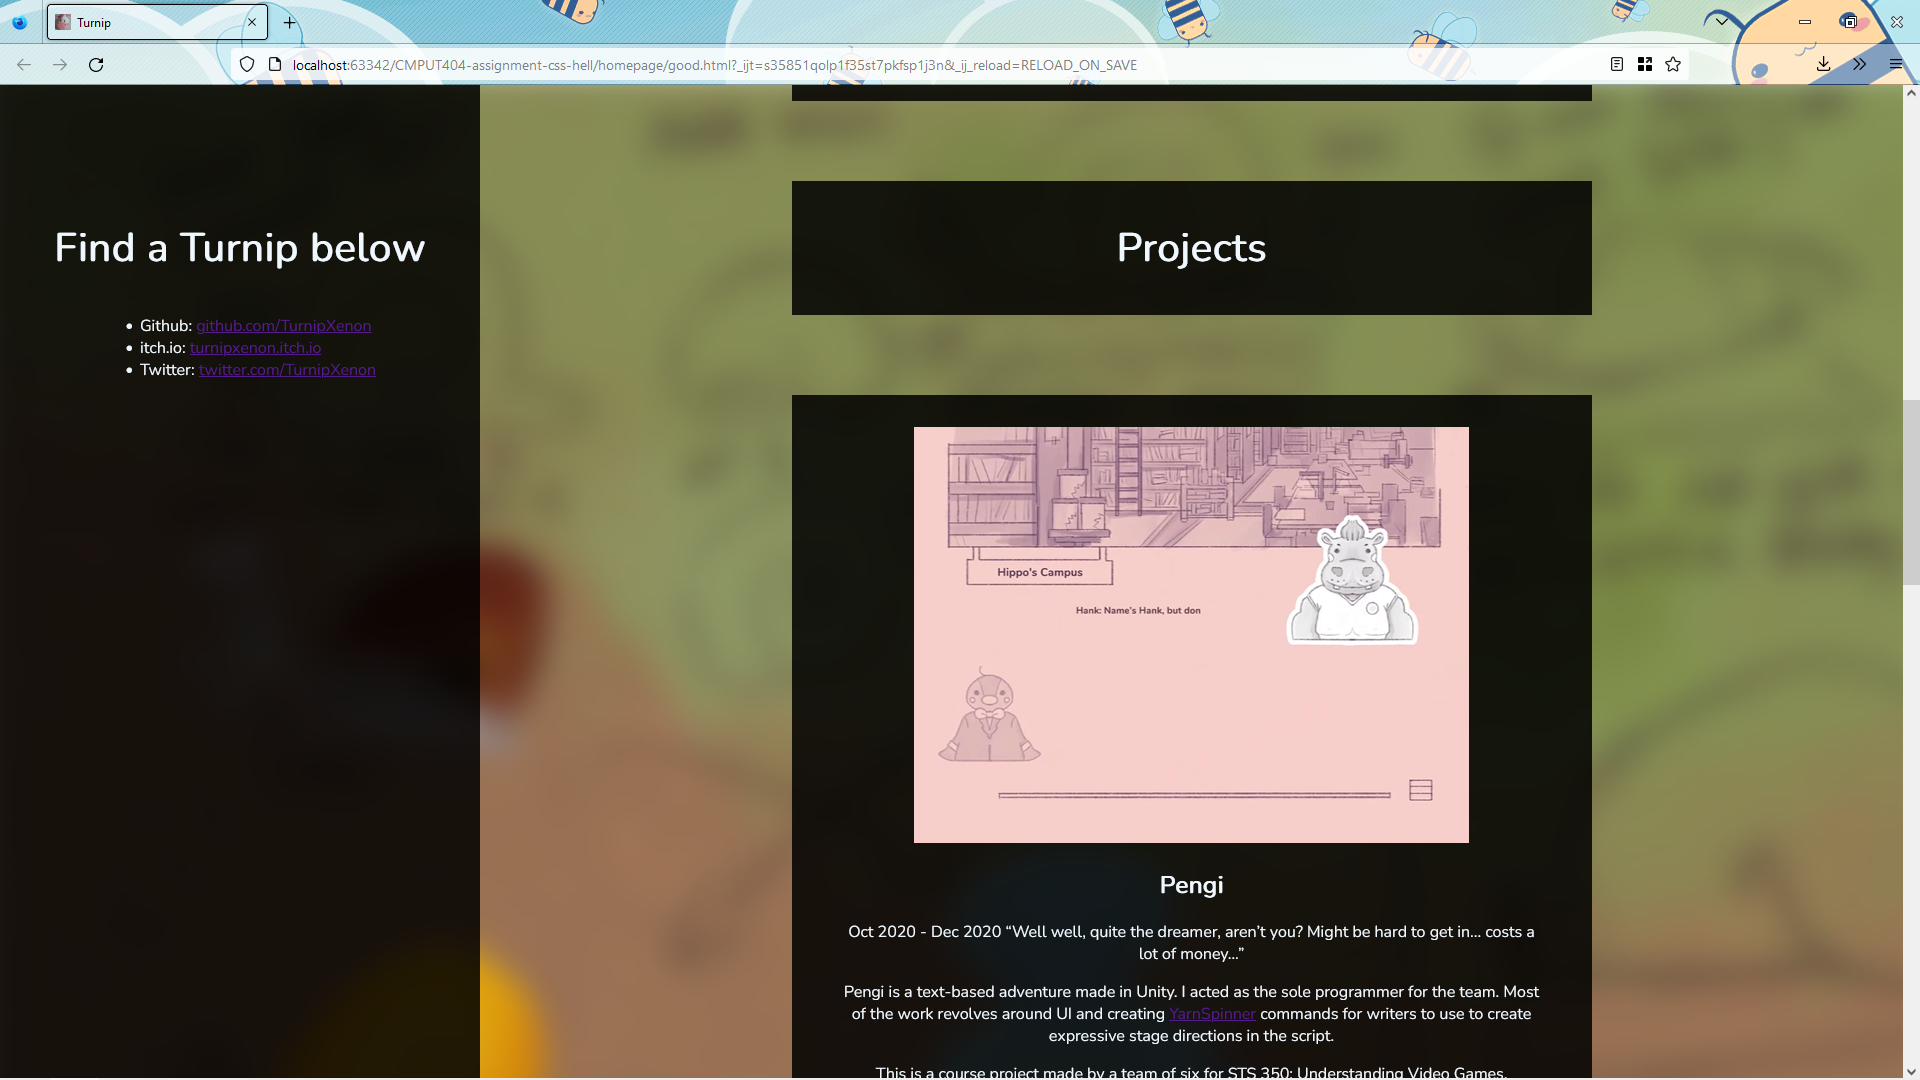 Turnip
localhost:63342/CMPUT404-assignment-css-hell/homepage/good.html?_ijt=s35851qolp1f35st7pkfsp1j3n&_ij_reload=RELOAD_ON_SAVE
Find a Turnip below
Github: github.com/TurnipXenon
itch.io: turnipxenon.itch.io
Twitter: twitter.com/TurnipXenon
Projects
Hippo's Campus
Hank: Name's Hank, but don
Pengi
Oct 2020 - Dec 2020 “Well well, quite the dreamer, aren’t you? Might be hard to get in... costs a
lot of money...”
Pengi is a text-based adventure made in Unity. I acted as the sole programmer for the team. Most
of the work revolves around UI and creating YarnSpinner commands for writers to use to create
expressive stage directions in the script.
This is a course project made by a team of six for STS 350: Understanding Video Games.